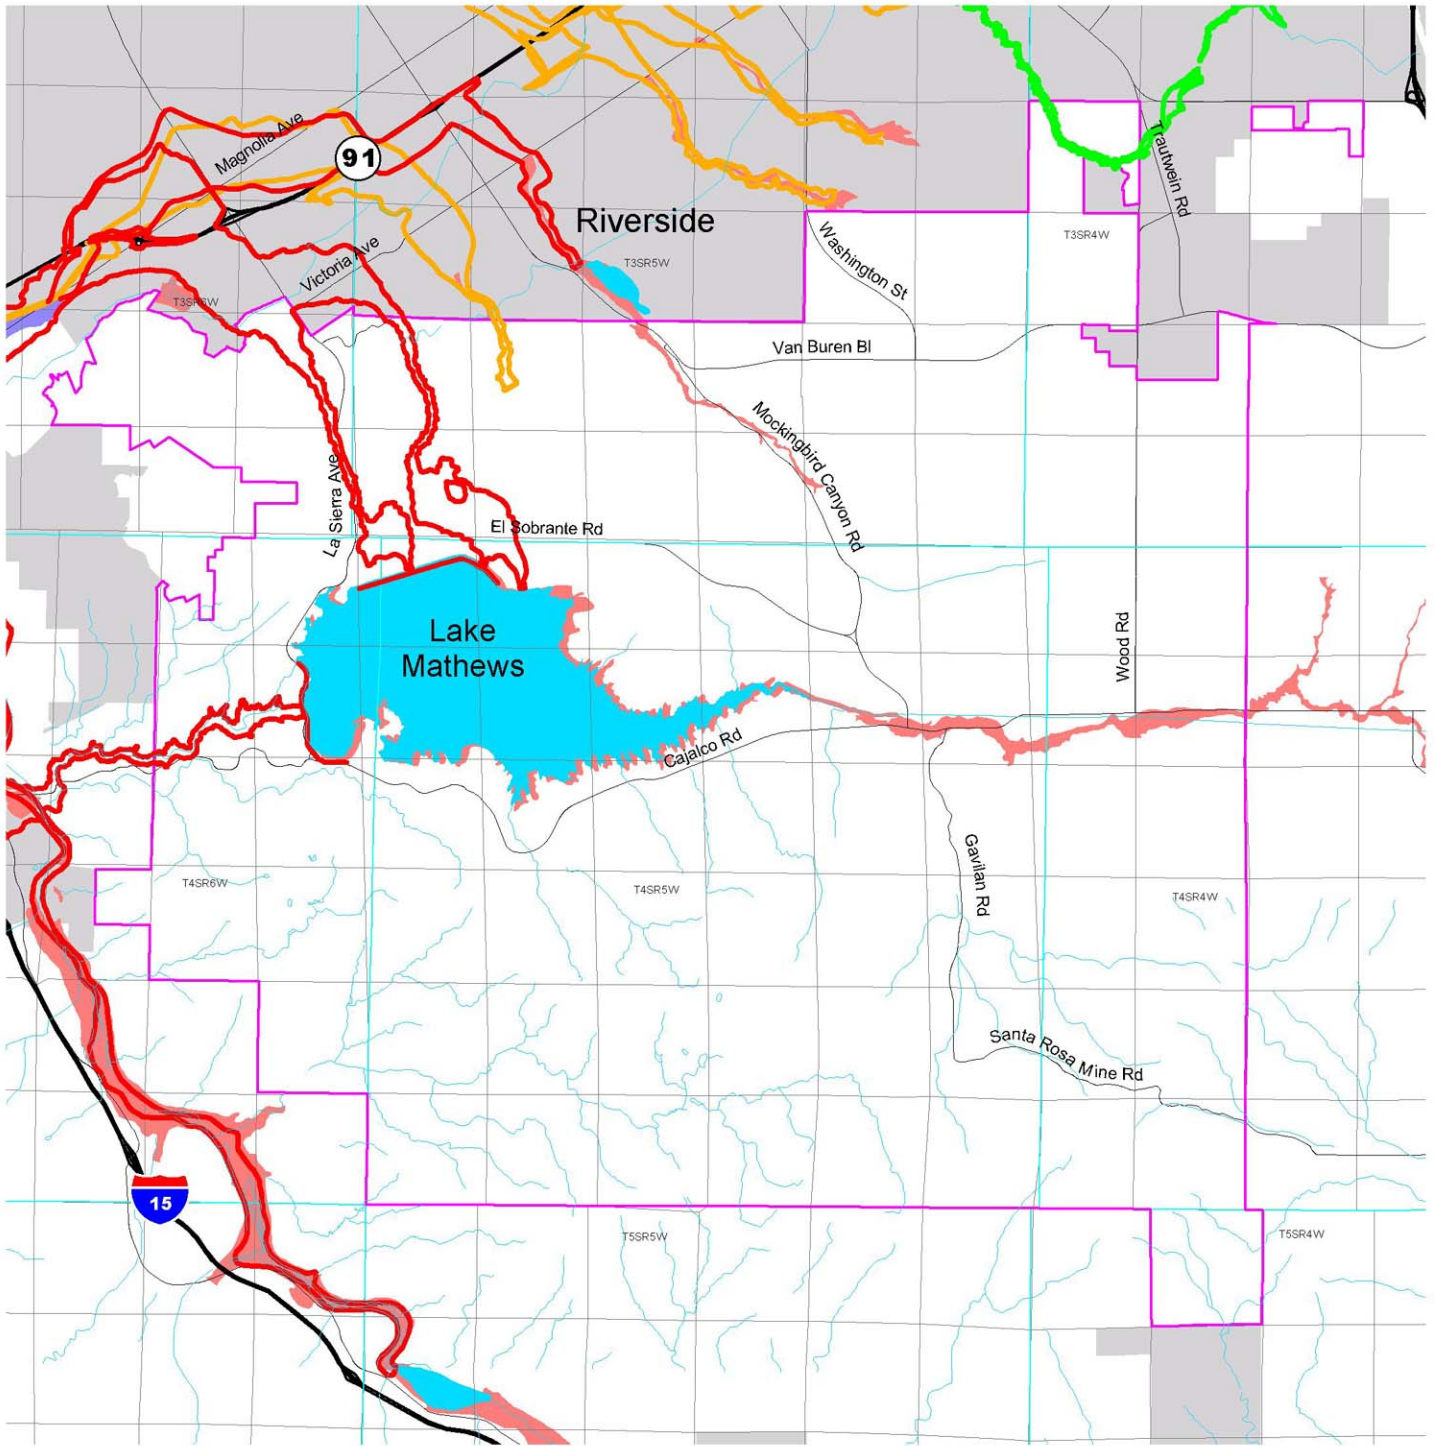 Magnolia Ave
91
Trautwein Rd
Riverside
T3SR4W
Washington St
Victoria Ave
T3SR5W
T3SR6W
Van Buren Bl
Mockingbird Canyon Rd
La Sierra Ave
El Sobrante Rd
Lake
Mathews
Wood Rd
Cajalco Rd
Gavilan Rd
T4SR6W
T4SR5W
T4SR4W
Santa Rosa Mine Rd
15
T5SR5W
T5SR4W